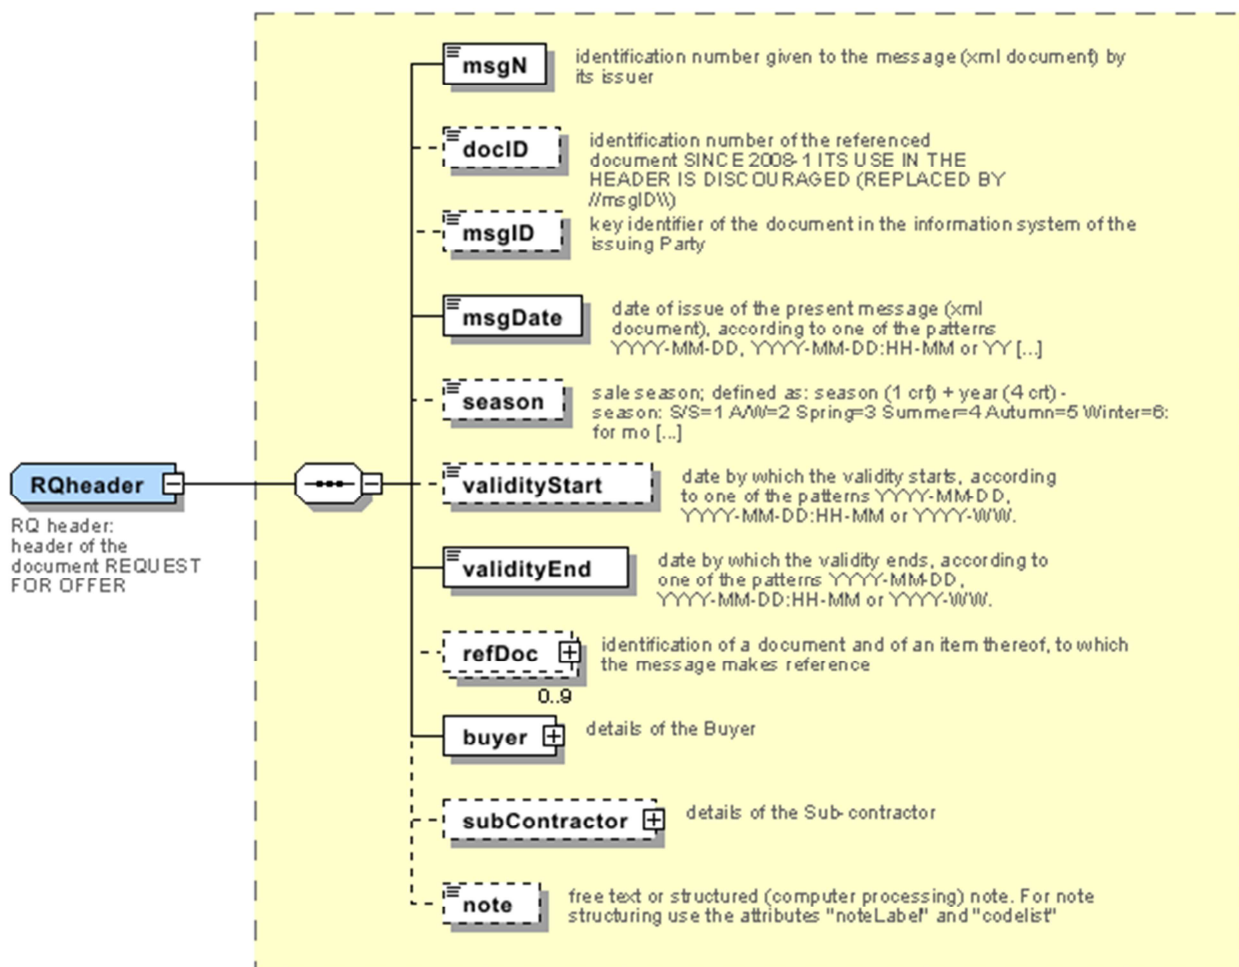 msgN
identification number given to the message (xml document) by
its issuer
docID
identification number of the referenced
document SINCE 2008-1 ITS USE IN THE
HEADER IS DISCOURAGED (REPLACED BY
//msgID\\)
msgID
key identifier of the document in the information system of the
issuing Party
msgDate
date of issue of the present message (xml
document), according to one of the patterns
YYYY-MM-DD, YYYY-MM-DD:HH-MM or YY [...]
season
sale season; defined as: season (1 crt) + year (4 crt) -
season: S/S=1 A/W=2 Spring=3 Summer=4 Autumn=5 Winter=6:
for mo [...]
RQheader
RQ header:
header of the
document REQUEST
FOR OFFER
validityStart
date by which the validity starts, according
to one of the patterns YYYY-MM-DD,
YYYY-MM-DD:HH-MM or YYYY-WW.
validityEnd
date by which the validity ends, according to
one of the patterns YYYY-MM-DD,
YYYY-MM-DD:HH-MM or YYYY-WW.
refDoc
identification of a document and of an item thereof, to which
the message makes reference
0..9
buyer
details of the Buyer
subContractor
details of the Sub-contractor
note
free text or structured (computer processing) note. For note
structuring use the attributes "noteLabel" and "codelist"